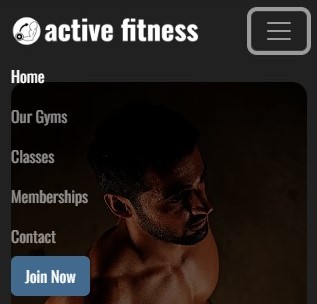 active fitness
Home
Our Gyms
Classes
Memberships
Contact
Join Now